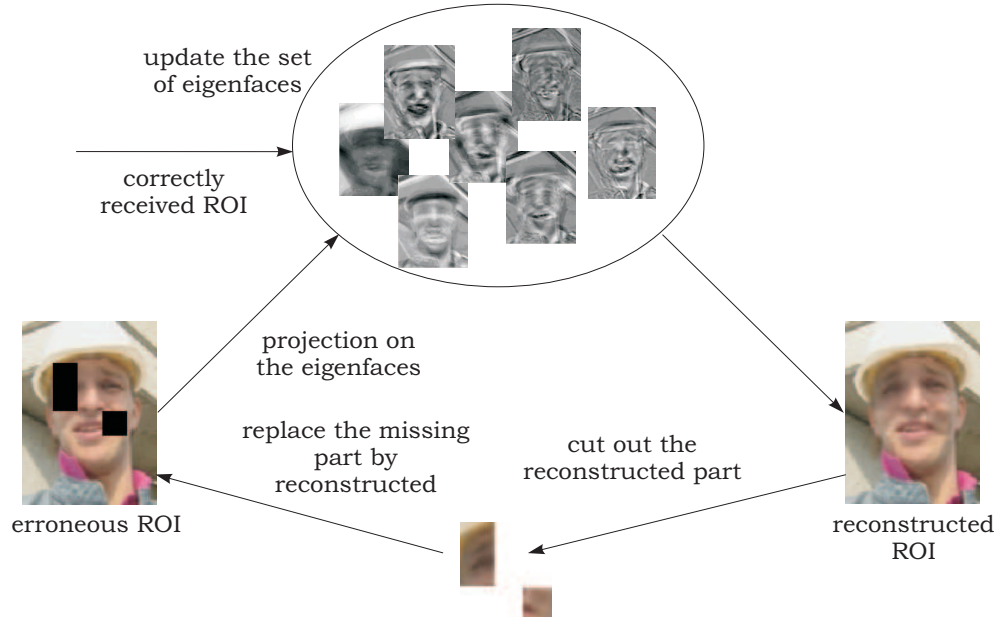 update the set
of eigenfaces
correctly
received ROI
projection on
the eigenfaces
replace the missing
part by
reconstructed
cut out the
reconstructed part
erroneous ROI
reconstructed
ROI